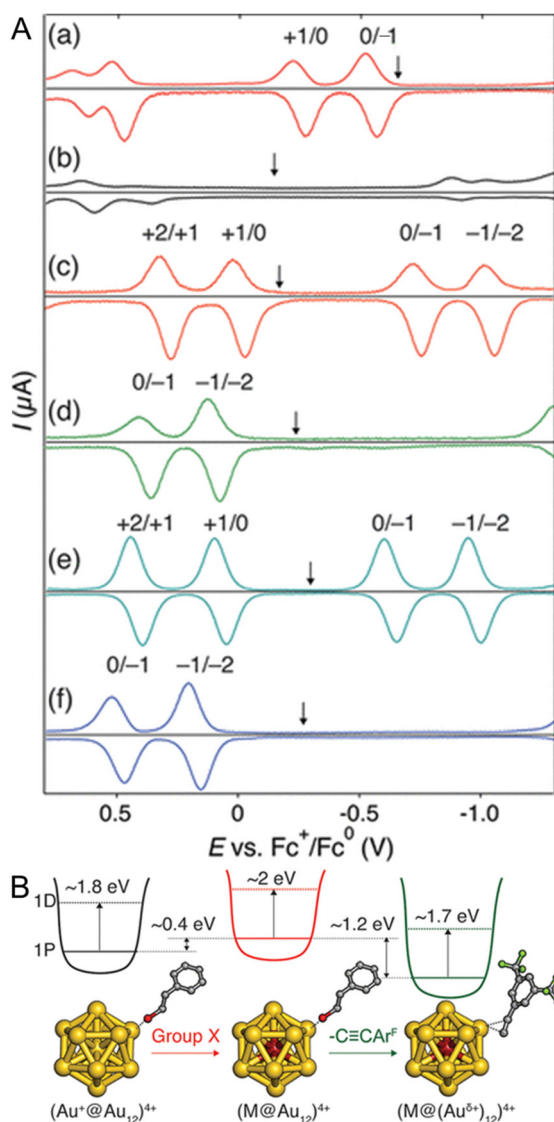 A
(a) +1/0 0/–1
(b)
+2/+1 +1/0 0/–1 –1/–2
(c)
0/–1 –1/–2
(d)
+2/+1 +1/0 0/–1 –1/–2
(e)
0/–1 –1/–2
(f)
I (μA)
0.5 0 -0.5 -1.0
E vs. Fc⁺/Fc⁰ (V)
B
1D ~1.8 eV ~2 eV ~1.7 eV
1P ~0.4 eV ~1.2 eV
Group X -C≡CArᶠ
(Au⁺@Au₁₂)⁴⁺ (M@Au₁₂)⁴⁺ (M@(Auᵟ⁺)₁₂)⁴⁺